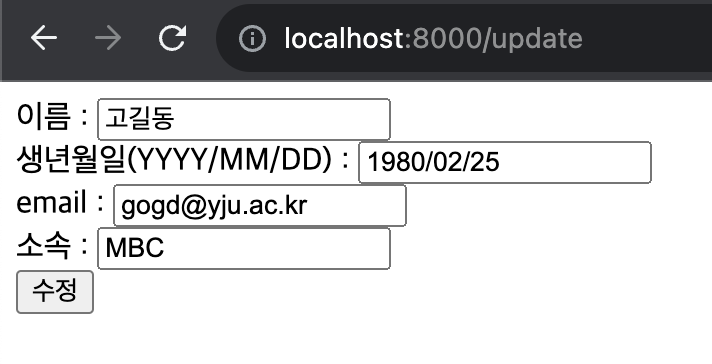 localhost:8000/update
이름 : 고길동
생년월일(YYYY/MM/DD) : 1980/02/25
email : gogd@yju.ac.kr
소속 : MBC
수정